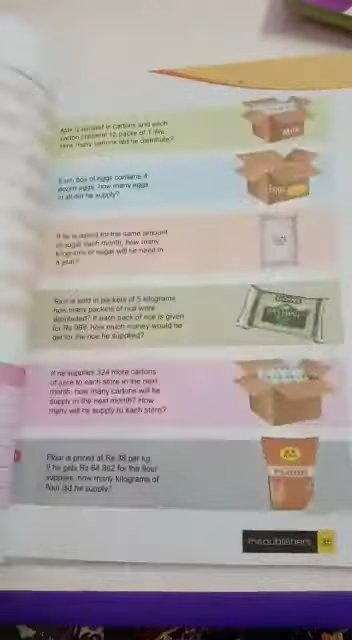 Milk is packed in cartons and each
carton contains 12 packs of 1 litre.
How many cartons did he distribute?
Milk
Each box of eggs contains 4
dozen eggs, how many eggs
in all did he supply?
Eggs
If he is asked for the same amount
of sugar each month, how many
kilograms of sugar will he need in
a year?
Rice is sold in packets of 5 kilograms,
how many packets of rice were
distributed? If each pack of rice is given
for Rs 989, how much money would he
get for the rice he supplied?
If he supplies 324 more cartons
of juice to each store in the next
month, how many cartons will he
supply in the next month? How
many will he supply to each store?
Flour is priced at Rs 38 per kg.
If he gets Rs 64,862 for the flour
supplies, how many kilograms of
flour did he supply?
thepublishers 35